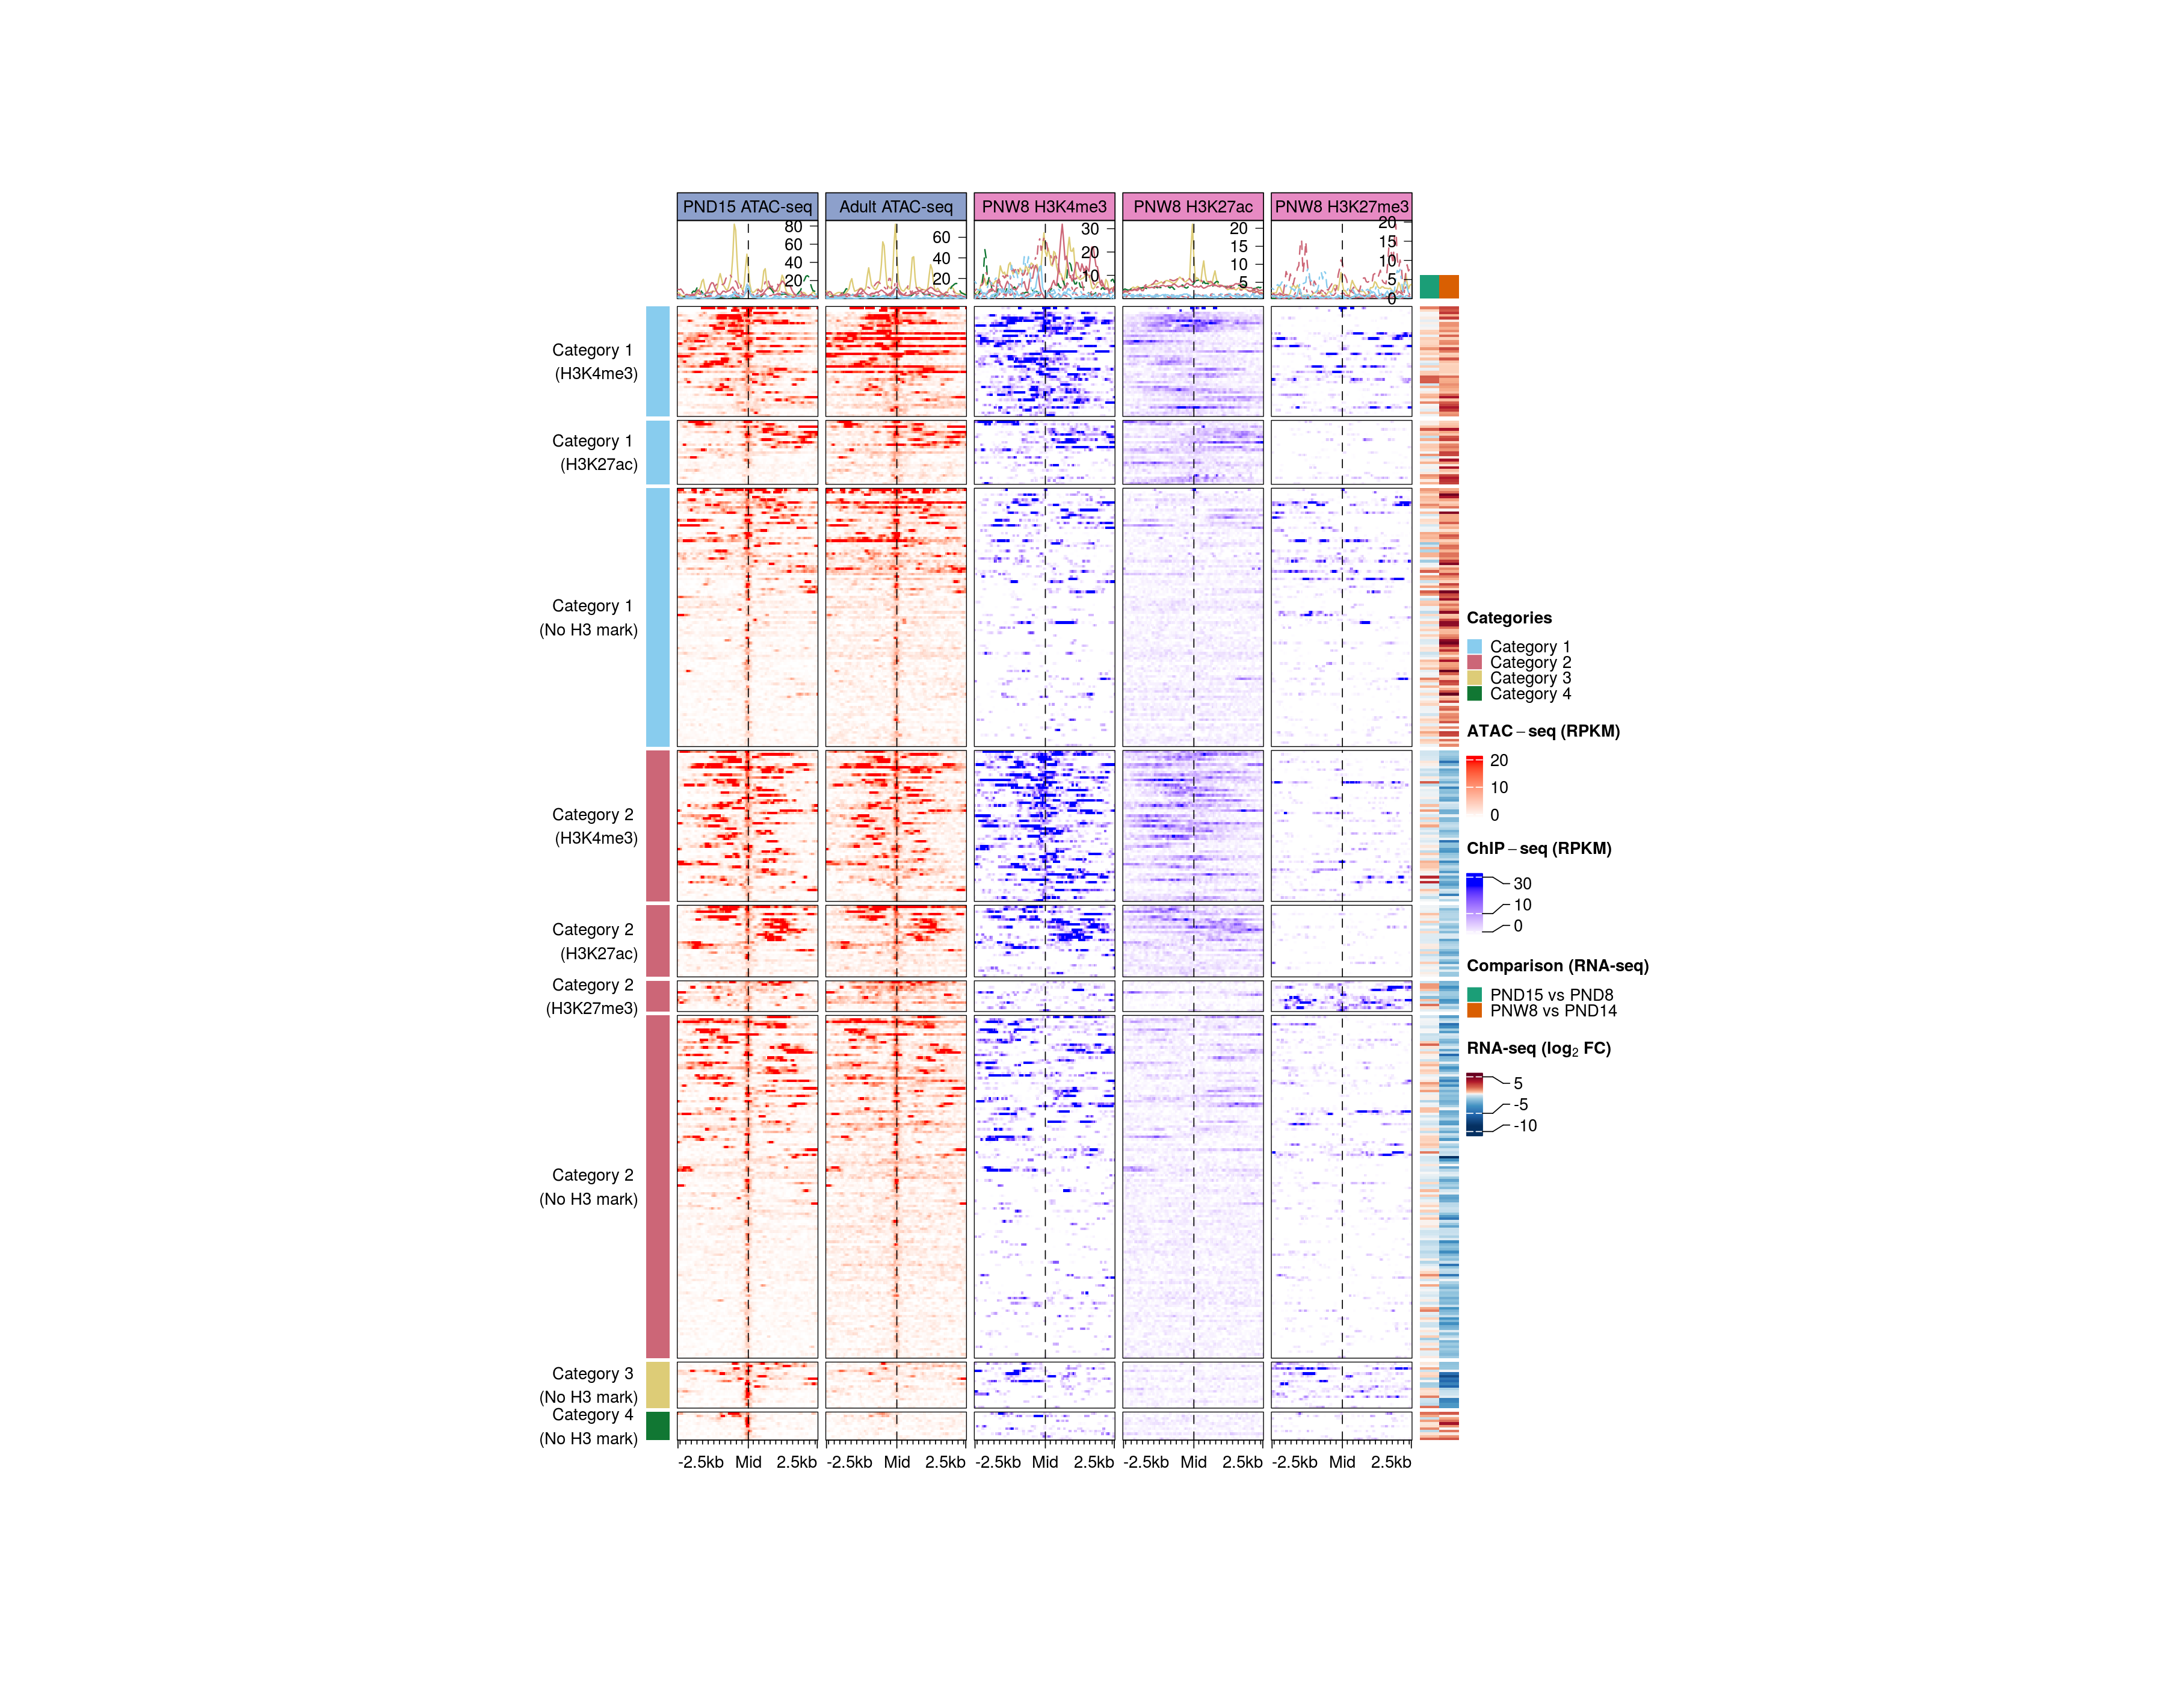 PND15 ATAC-seq
Adult ATAC-seq
PNW8 H3K4me3
PNW8 H3K27ac
PNW8 H3K27me3
80
60
40
20
60
40
20
30
20
10
20
15
10
5
20
15
10
5
0
Category 1
(H3K4me3)
Category 1
(H3K27ac)
Category 1
(No H3 mark)
Category 2
(H3K4me3)
Category 2
(H3K27ac)
Category 2
(H3K27me3)
Category 2
(No H3 mark)
Category 3
(No H3 mark)
Category 4
(No H3 mark)
-2.5kb Mid 2.5kb
-2.5kb Mid 2.5kb
-2.5kb Mid 2.5kb
-2.5kb Mid 2.5kb
-2.5kb Mid 2.5kb
Categories
Category 1
Category 2
Category 3
Category 4
ATAC−seq (RPKM)
20
10
0
ChIP−seq (RPKM)
30
10
0
Comparison (RNA-seq)
PND15 vs PND8
PNW8 vs PND14
RNA-seq (log₂ FC)
5
-5
-10